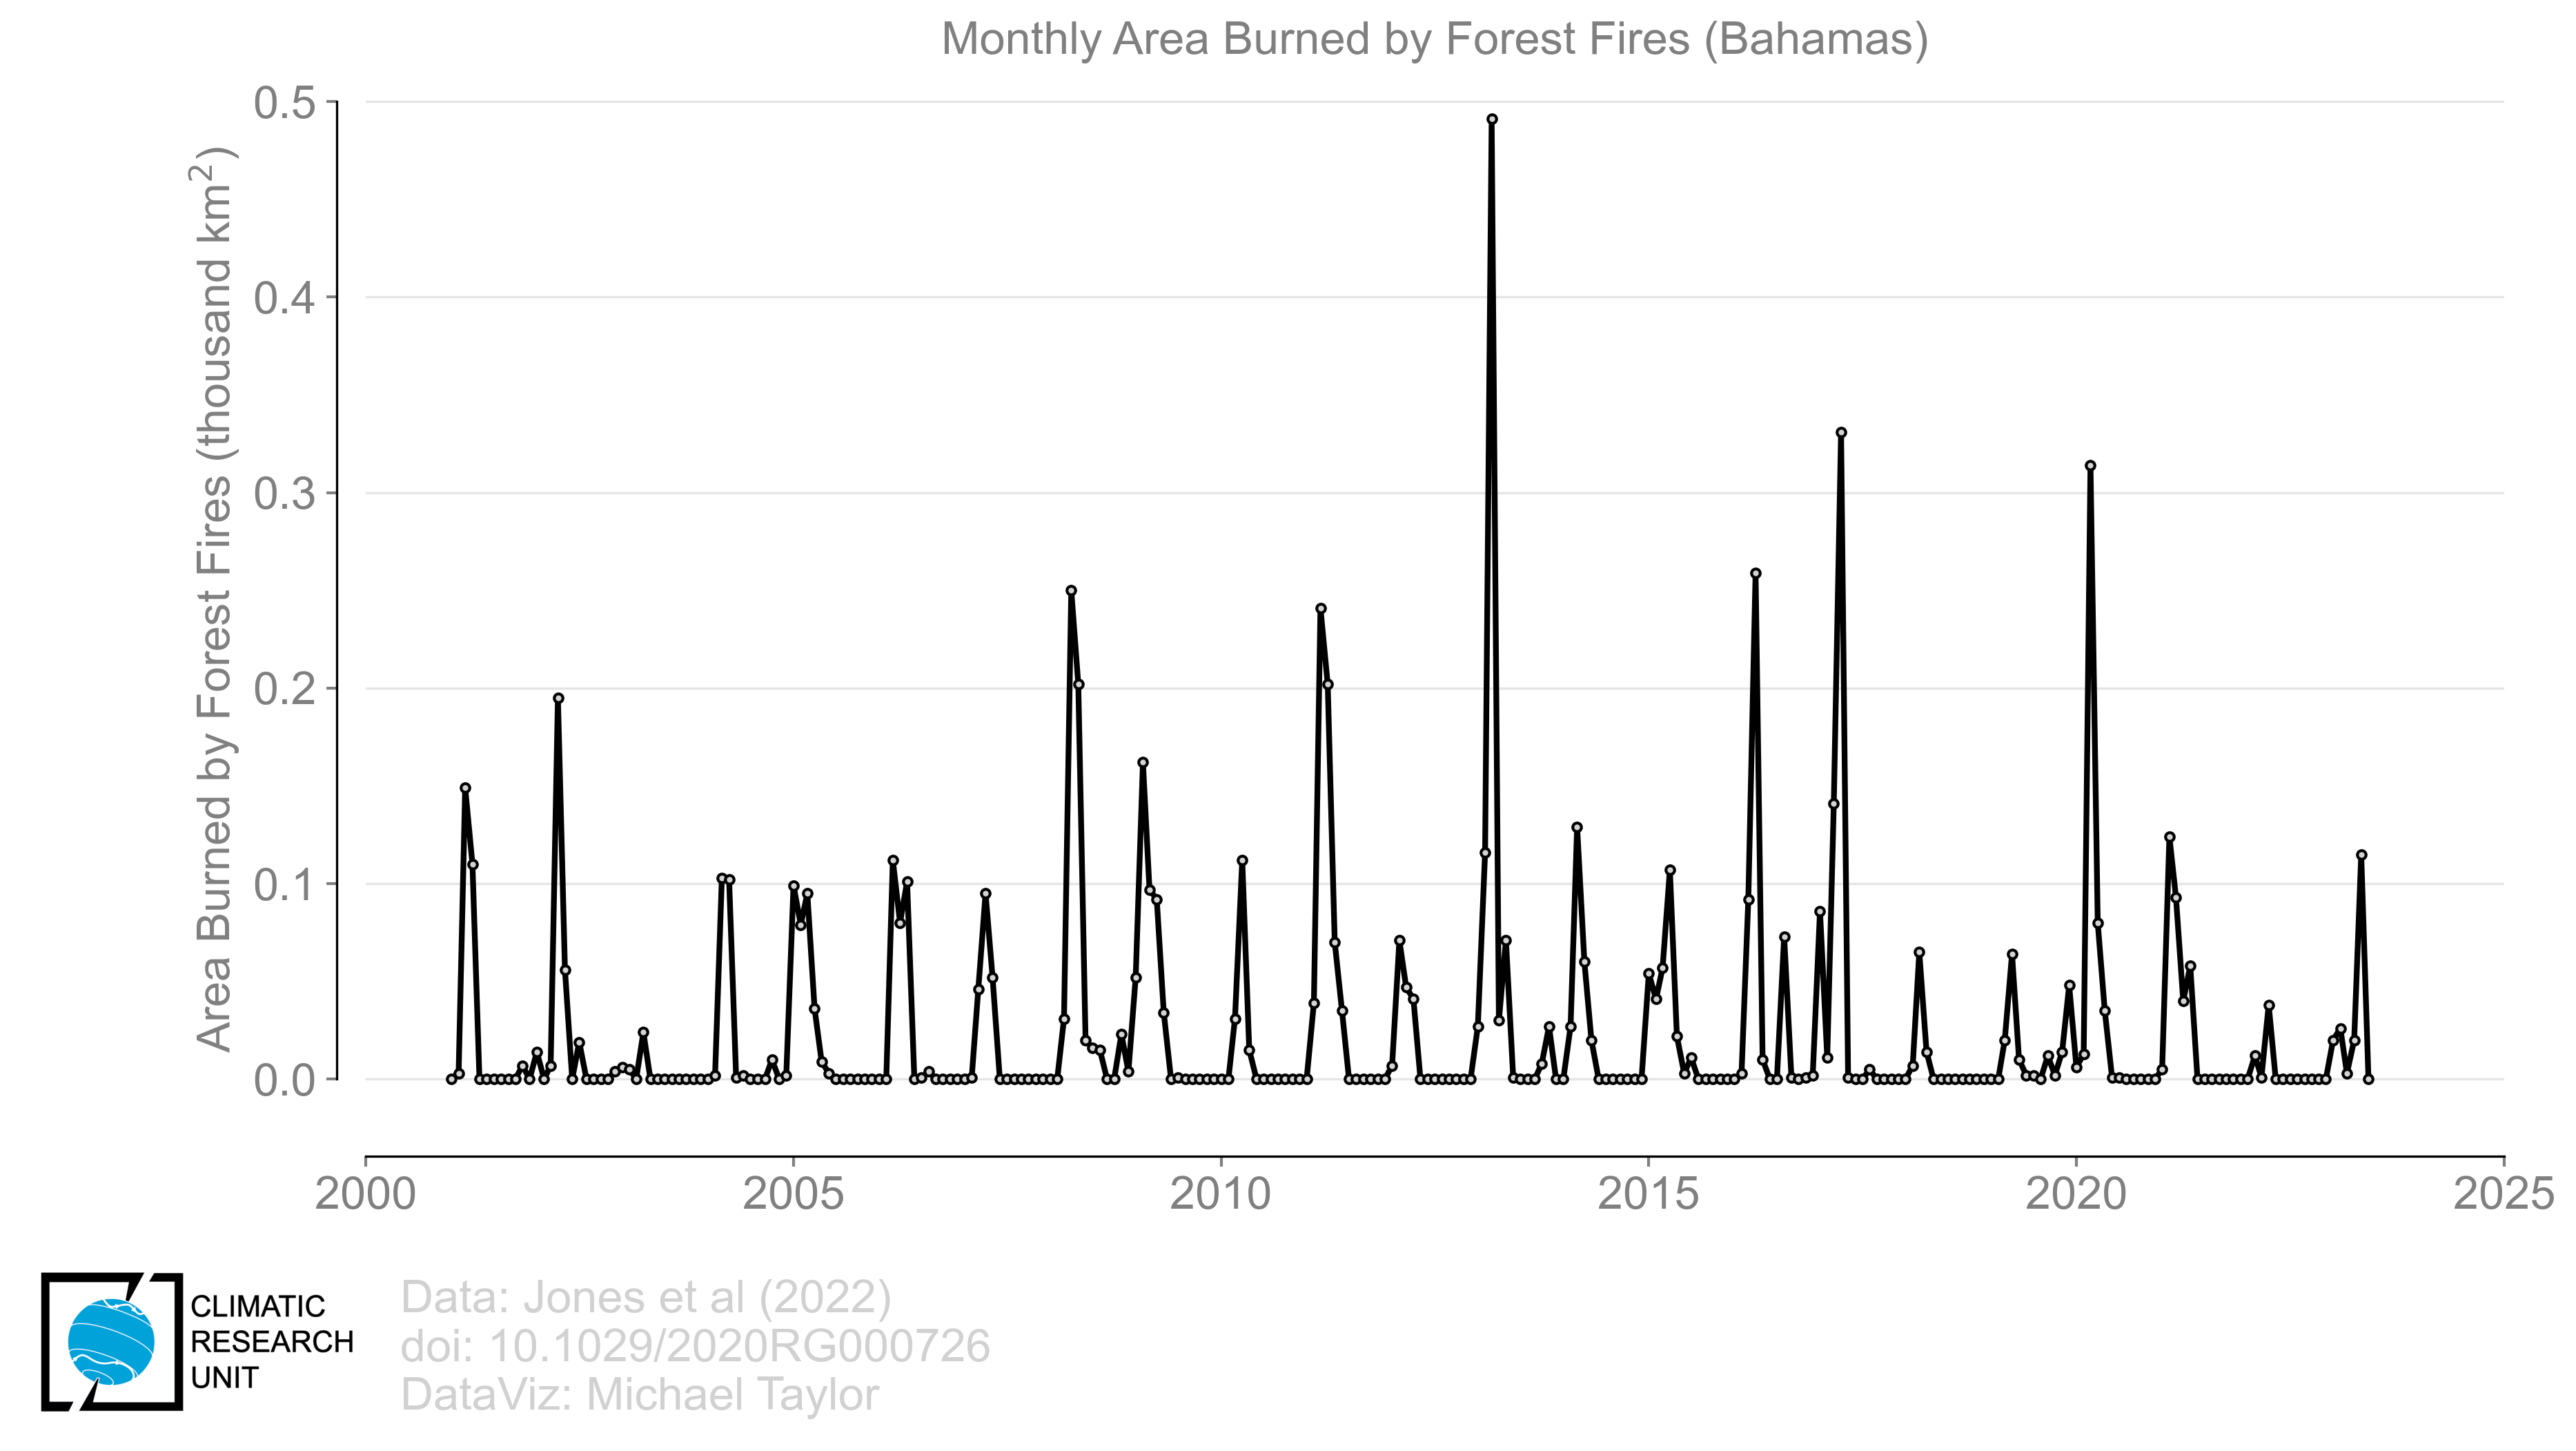 Monthly Area Burned by Forest Fires (Bahamas)
Area Burned by Forest Fires (thousand km²)
0.5
0.4
0.3
0.2
0.1
0.0
2000
2005
2010
2015
2020
2025
CLIMATIC
RESEARCH
UNIT
Data: Jones et al (2022)
doi: 10.1029/2020RG000726
DataViz: Michael Taylor